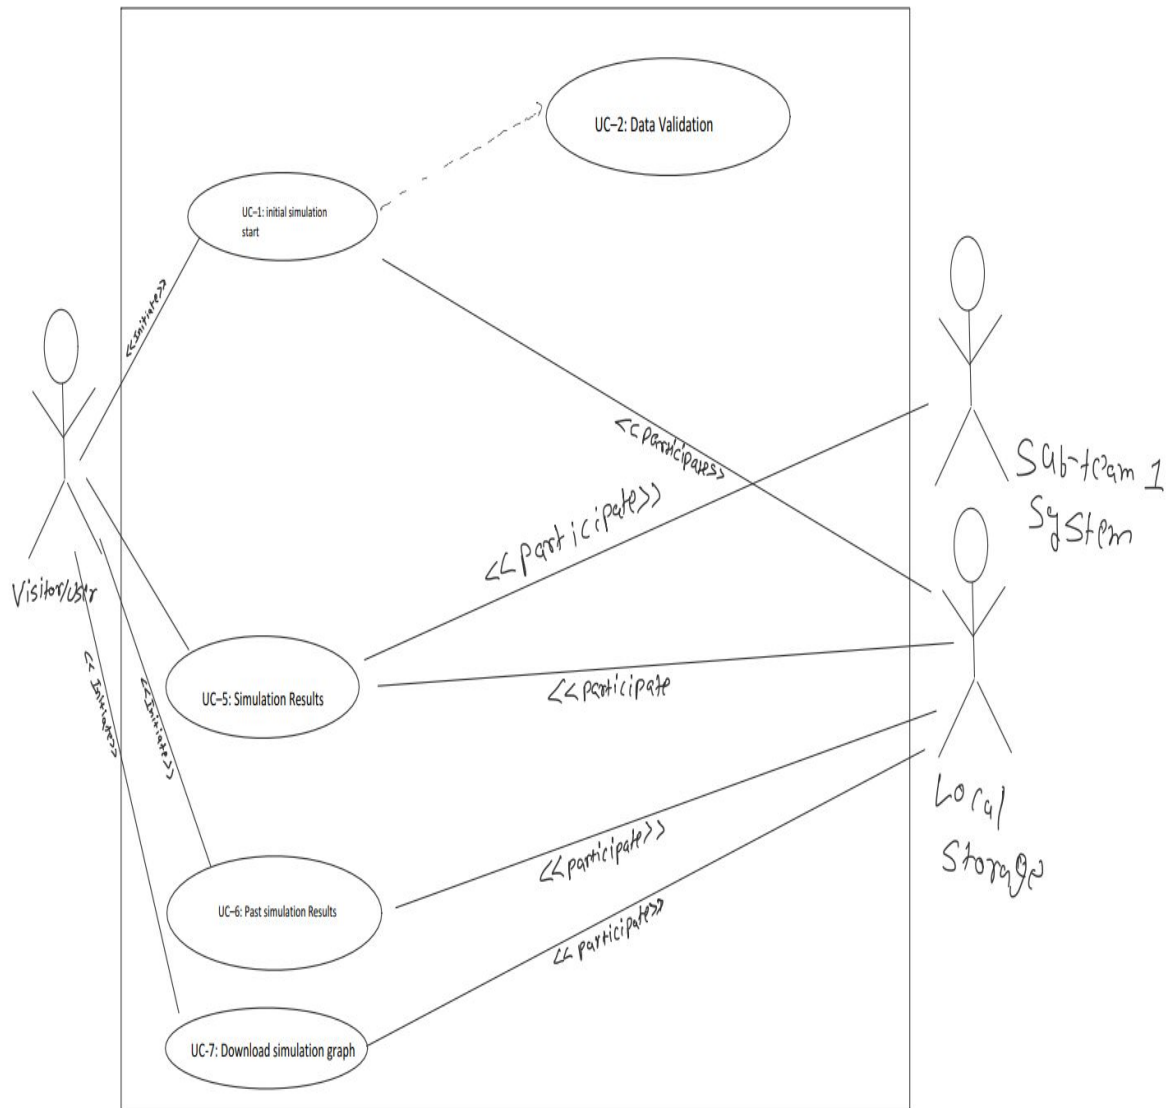 UC–2: Data Validation
UC–1: initial simulation
start
<<Initiate>>
<<participates>>
Sub-team 1
System
<<participate>>
Visitor/user
<<Initiate>>
<<Initiate>>
UC–5: Simulation Results
<<participate
Local
Storage
<<participate>>
UC–6: Past simulation Results
<<participate>>
UC-7: Download simulation graph